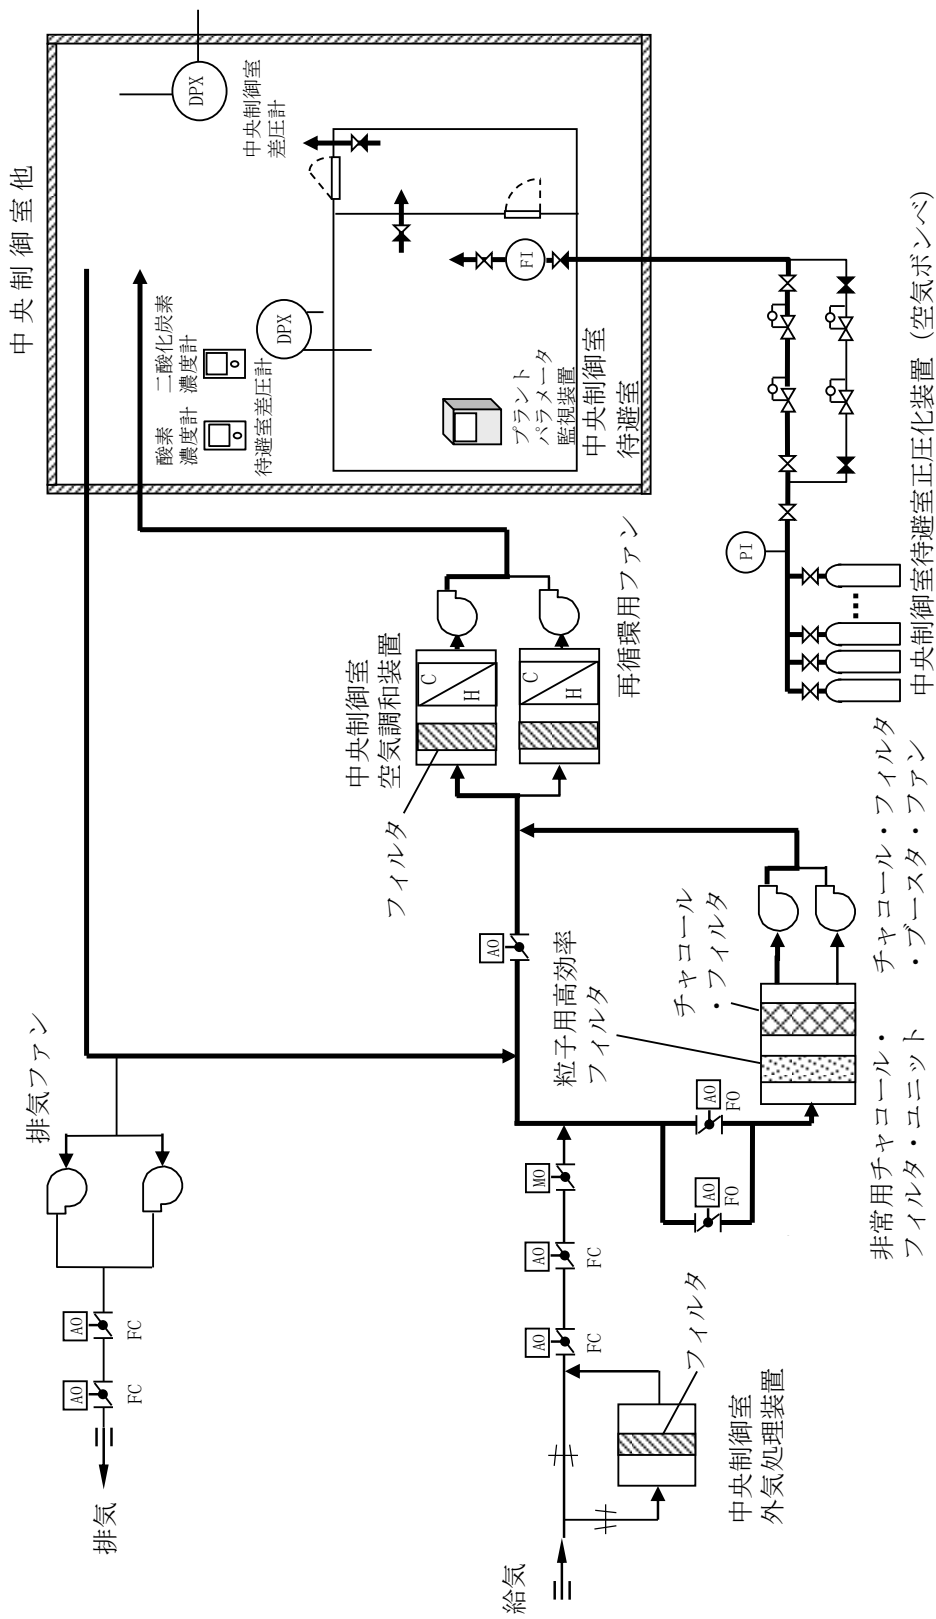 中央制御室他
DPX
中央制御室
差圧計
二酸化炭素
濃度計
酸素
濃度計
待避室差圧計
DPX
FI
プラント
パラメータ
監視装置
中央制御室
待避室
PI
中央制御室待避室正圧化装置（空気ボンベ）
再循環用ファン
中央制御室
空気調和装置
C
H
C
H
フィルタ
AO
チャコール・フィルタ
・ブースタ・ファン
チャコール
・フィルタ
粒子用高効率
フィルタ
非常用チャコール・
フィルタ・ユニット
AO
FO
AO
FO
排気ファン
AO
FC
AO
FC
排気
MO
AO
FC
AO
FC
フィルタ
中央制御室
外気処理装置
給気